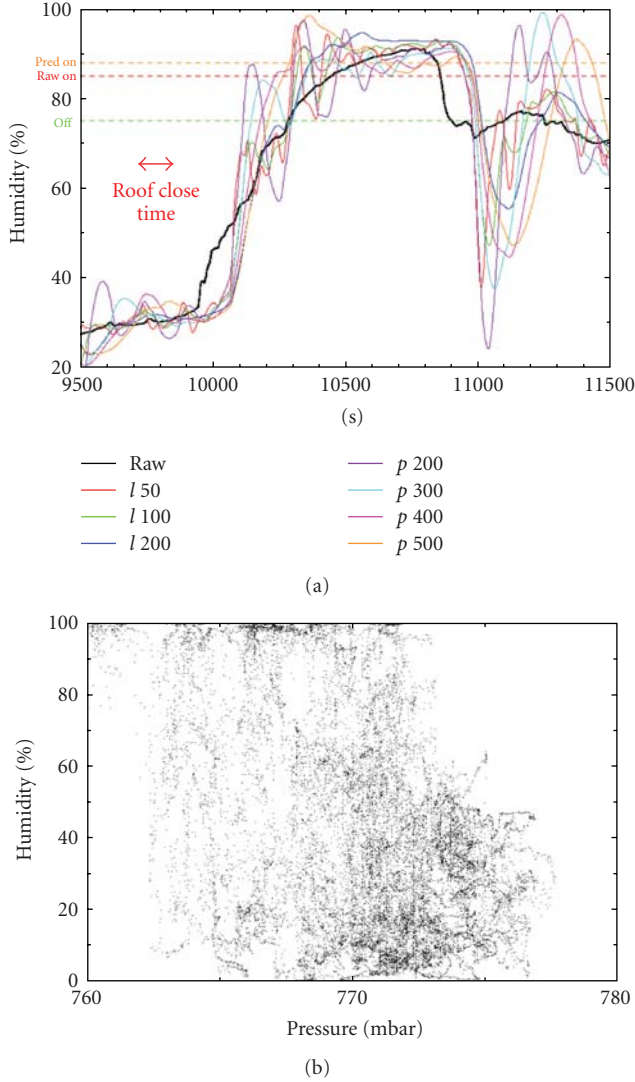 100
Pred on
Raw on
80
Off
Humidity (%)
60
Roof close
time
40
20
9500 10000 10500 11000 11500
(s)
Raw
l 50
l 100
l 200
p 200
p 300
p 400
p 500
(a)
100
80
Humidity (%)
60
40
20
0
760 770 780
Pressure (mbar)
(b)